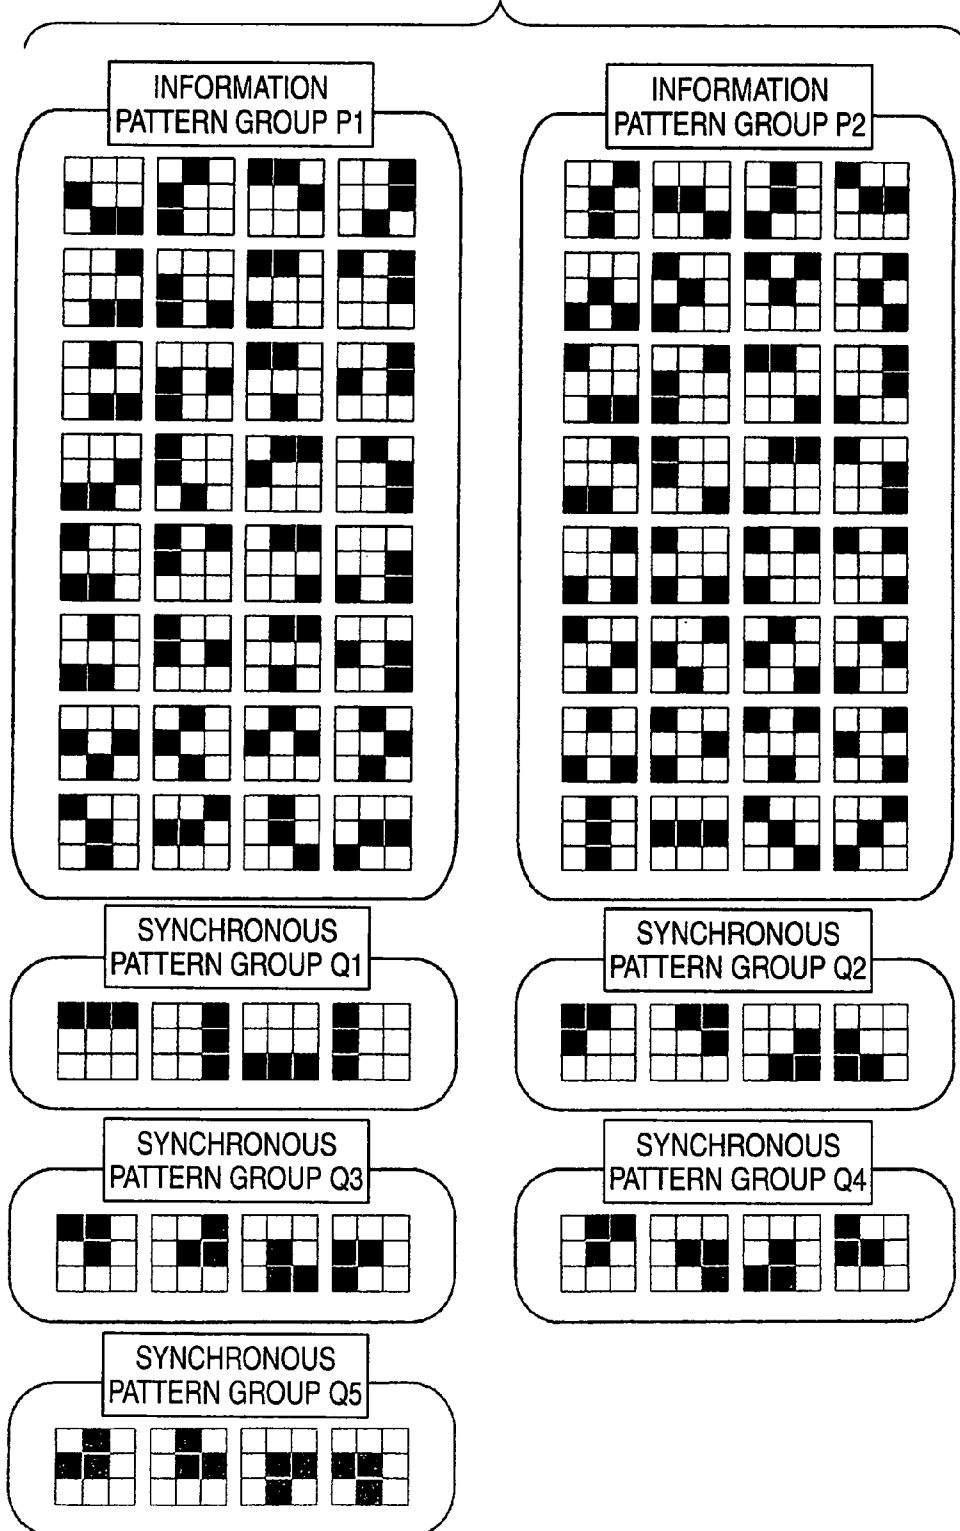 INFORMATION
PATTERN GROUP P1
INFORMATION
PATTERN GROUP P2
SYNCHRONOUS
PATTERN GROUP Q1
SYNCHRONOUS
PATTERN GROUP Q2
SYNCHRONOUS
PATTERN GROUP Q3
SYNCHRONOUS
PATTERN GROUP Q4
SYNCHRONOUS
PATTERN GROUP Q5